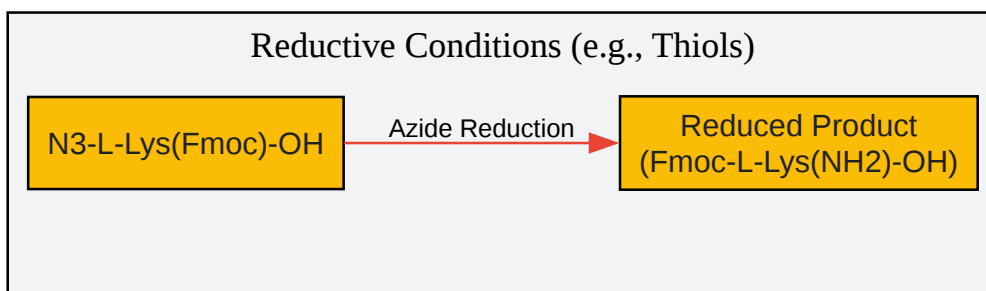 Reductive Conditions (e.g., Thiols)
N3-L-Lys(Fmoc)-OH
Azide Reduction
Reduced Product
(Fmoc-L-Lys(NH2)-OH)